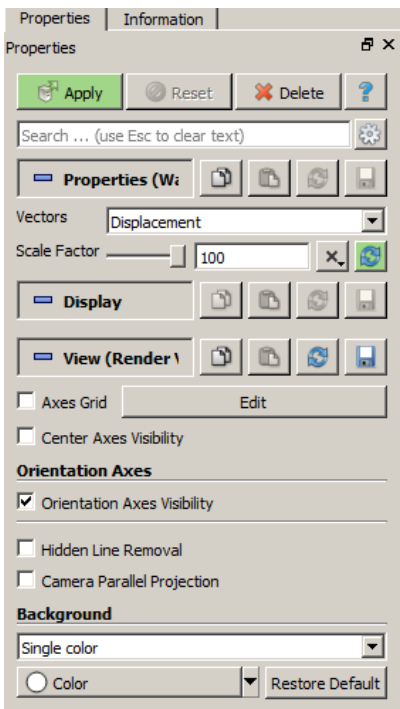 Properties Information
Properties
Apply Reset Delete ?
Search ... (use Esc to clear text)
Properties (Wa
Vectors Displacement
Scale Factor 100
Display
View (Render
Axes Grid Edit
Center Axes Visibility
Orientation Axes
Orientation Axes Visibility
Hidden Line Removal
Camera Parallel Projection
Background
Single color
Color Restore Default